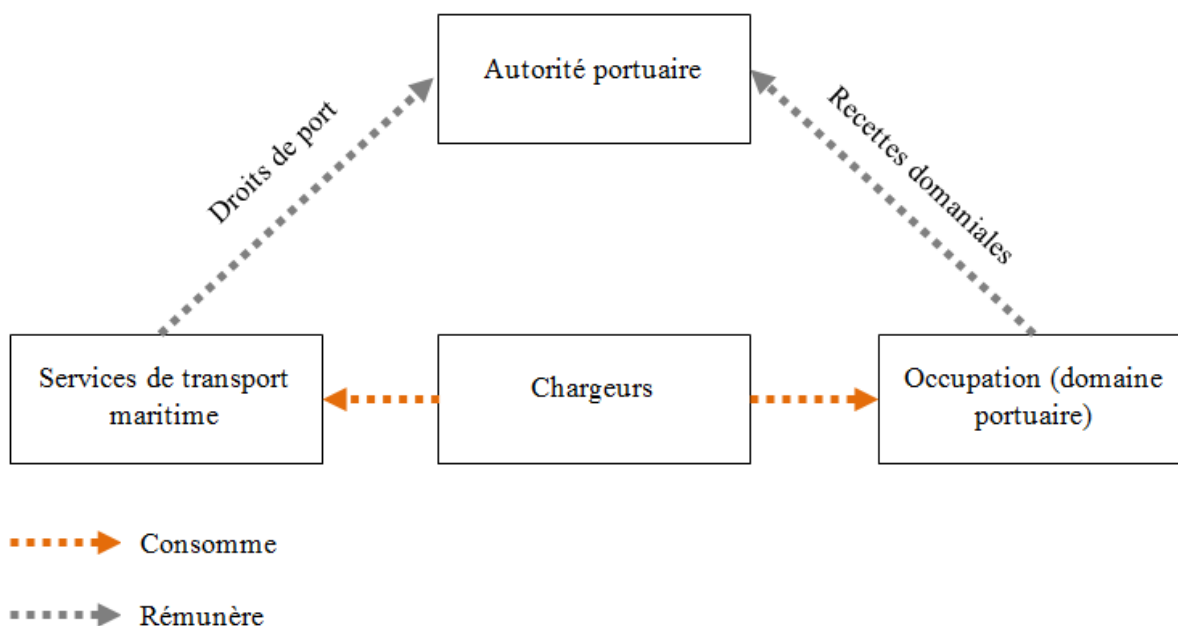 Autorité portuaire
Droits de port
Recettes domaniales
Services de transport
maritime
Chargeurs
Occupation (domaine
portuaire)
Consomme
Rémunère